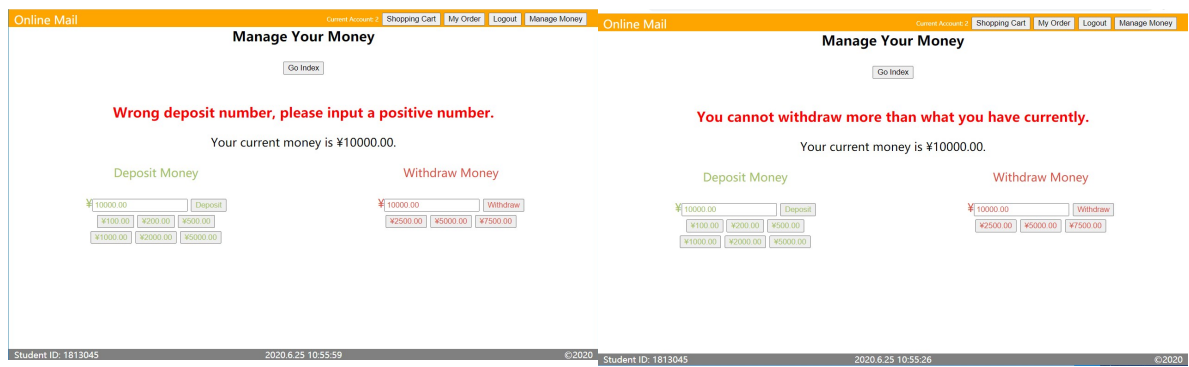 Online Mail Current Account: 2 Shopping Cart My Order Logout Manage Money
Manage Your Money
Go Index
Wrong deposit number, please input a positive number.
Your current money is ¥10000.00.
Deposit Money Withdraw Money
¥ 10000.00 Deposit ¥ 10000.00 Withdraw
¥100.00 ¥200.00 ¥500.00 ¥2500.00 ¥5000.00 ¥7500.00
¥1000.00 ¥2000.00 ¥5000.00
Student ID: 1813045 2020.6.25 10:55:59 ©2020
Online Mail Current Account: 2 Shopping Cart My Order Logout Manage Money
Manage Your Money
Go Index
You cannot withdraw more than what you have currently.
Your current money is ¥10000.00.
Deposit Money Withdraw Money
¥ 10000.00 Deposit ¥ 10000.00 Withdraw
¥100.00 ¥200.00 ¥500.00 ¥2500.00 ¥5000.00 ¥7500.00
¥1000.00 ¥2000.00 ¥5000.00
Student ID: 1813045 2020.6.25 10:55:26 ©2020